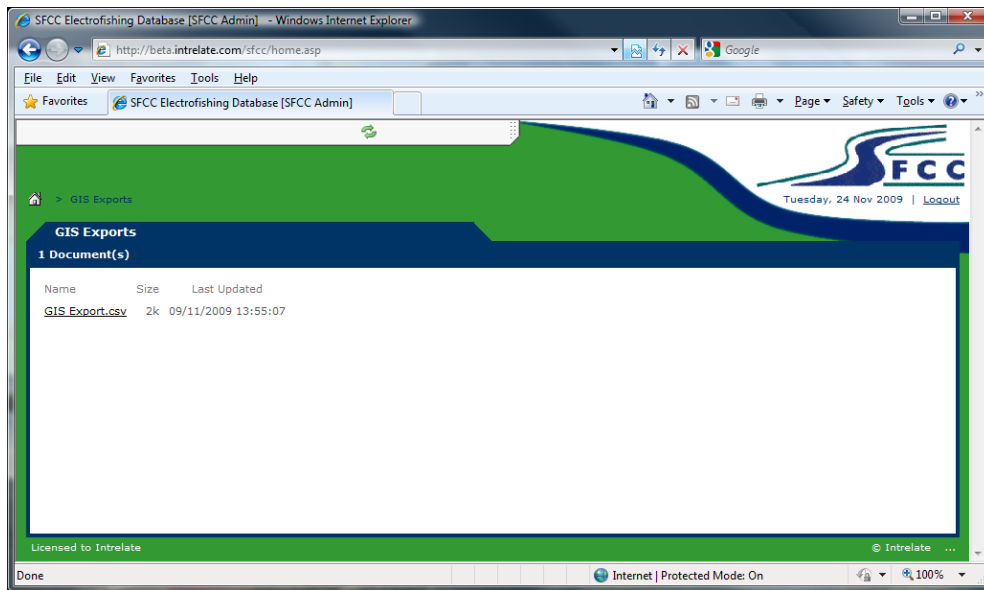 SFCC Electrofishing Database [SFCC Admin] - Windows Internet Explorer
http://beta.intrelate.com/sfcc/home.asp
Google
File Edit View Favorites Tools Help
Favorites SFCC Electrofishing Database [SFCC Admin] Page Safety Tools »
SFCC
> GIS Exports
Tuesday, 24 Nov 2009 | Logout
GIS Exports
1 Document(s)
Name Size Last Updated
GIS Export.csv 2k 09/11/2009 13:55:07
Licensed to Intrelate © Intrelate ...
Done Internet | Protected Mode: On 100%